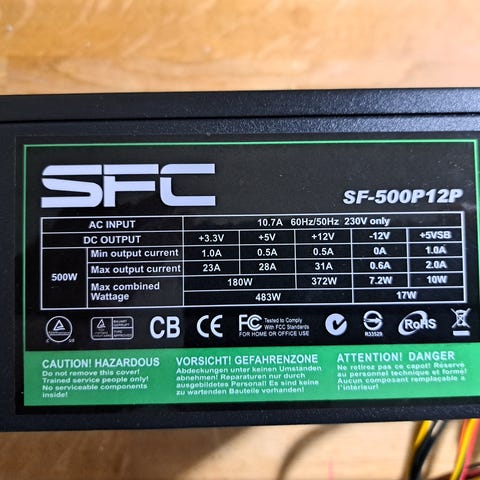 SFC
SF-500P12P
AC INPUT 10.7A 60Hz/50Hz 230V only
DC OUTPUT +3.3V +5V +12V -12V +5VSB
500W
Min output current 1.0A 0.5A 0.5A 0A 1.0A
Max output current 23A 28A 31A 0.6A 2.0A
Max combined Wattage 180W 372W 7.2W 10W
483W 17W
CB CE FC Tested to Comply With FCC Standards
FOR HOME OR OFFICE USE
N33529
RoHS
CAUTION! HAZARDOUS
Do not remove this cover!
Trained service people only!
No serviceable components
inside!
VORSICHT! GEFAHRENZONE
Abdeckungen unter keinen Umständen
abnehmen! Reparaturen nur durch
ausgebildetes Personal! Es sind keine
zu wartenden Bauteile vorhanden!
ATTENTION! DANGER
Ne retirez pas ce capot! Réservé
au personnel technique et formé!
Aucun composant remplaçable à
l'interieur!